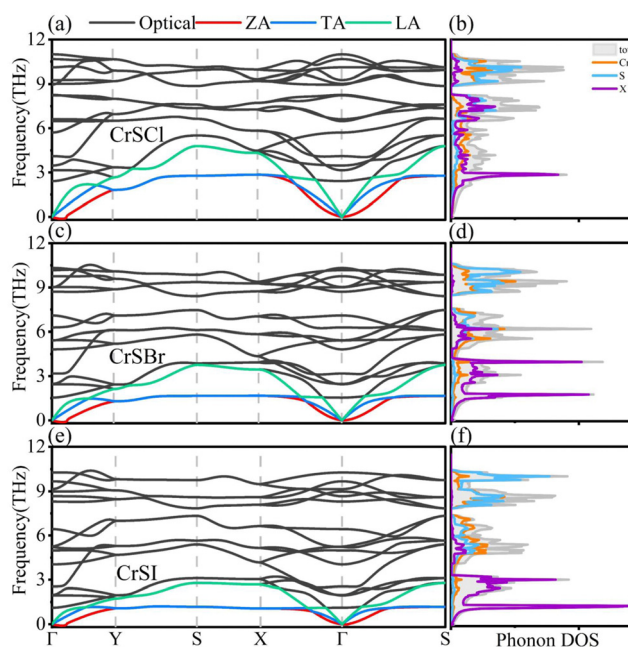 (a) Optical ZA TA LA (b)
Frequency(THz)
12
9
6
3
0
CrSCl
to
Cr
S
X
(c) (d)
Frequency(THz)
12
9
6
3
0
CrSBr
(e) (f)
Frequency(THz)
12
9
6
3
0
CrSI
Γ Y S X Γ S
Phonon DOS